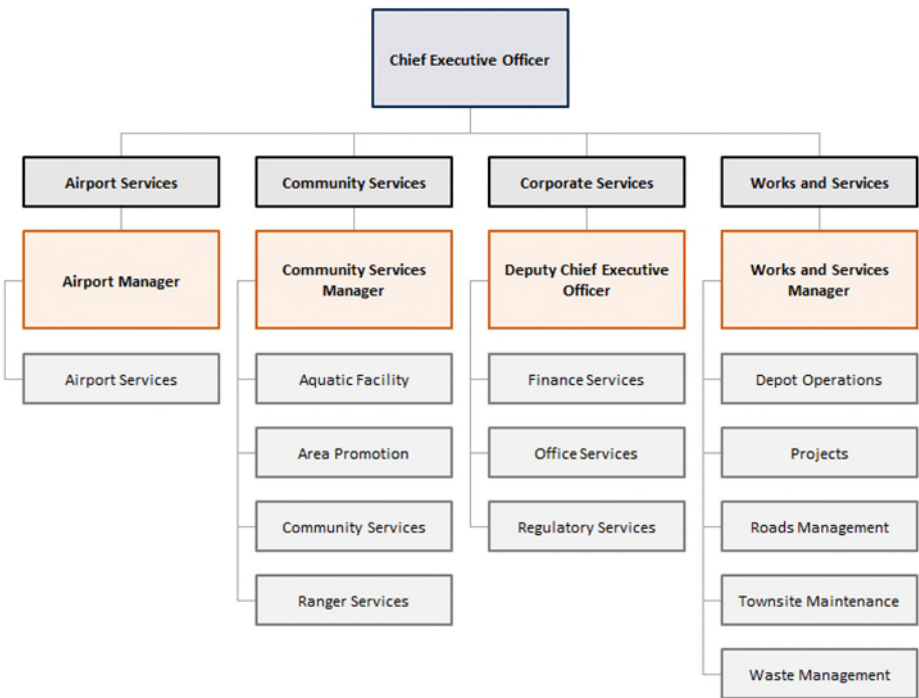 Chief Executive Officer
Airport Services
Community Services
Corporate Services
Works and Services
Airport Manager
Community Services
Manager
Deputy Chief Executive
Officer
Works and Services
Manager
Airport Services
Aquatic Facility
Finance Services
Depot Operations
Area Promotion
Office Services
Projects
Community Services
Regulatory Services
Roads Management
Ranger Services
Townsite Maintenance
Waste Management